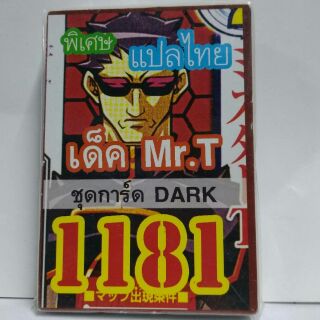 พิเศษ
แปลไทย
เด็ค Mr.T
ชุดการ์ด DARK
1181
■マップ出現条件■